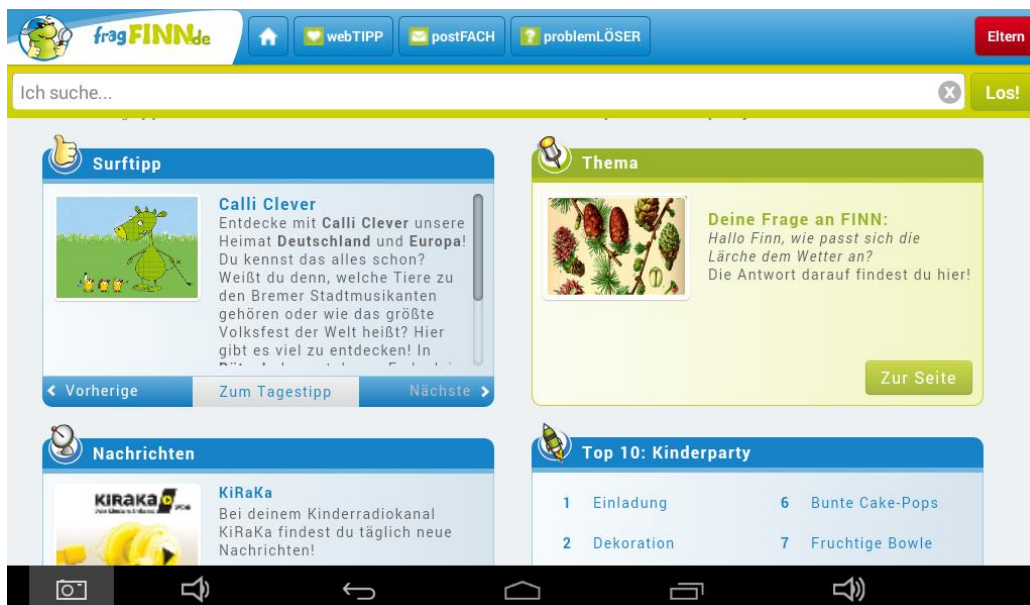 fragFINN.de
webTIPP
postFACH
problemLÖSER
Eltern
Ich suche...
Los!
Surftipp
Calli Clever
Entdecke mit Calli Clever unsere
Heimat Deutschland und Europa!
Du kennst das alles schon?
Weißt du denn, welche Tiere zu
den Bremer Stadtmusikanten
gehören oder wie das größte
Volksfest der Welt heißt? Hier
gibt es viel zu entdecken! In
Vorherige
Zum Tagestipp
Nächste
Thema
Deine Frage an FINN:
Hallo Finn, wie passt sich die
Lärche dem Wetter an?
Die Antwort darauf findest du hier!
Zur Seite
Nachrichten
KiRaKa
KiRaKa
Bei deinem Kinderradiokanal
KiRaKa findest du täglich neue
Nachrichten!
Top 10: Kinderparty
1 Einladung
2 Dekoration
6 Bunte Cake-Pops
7 Fruchtige Bowle